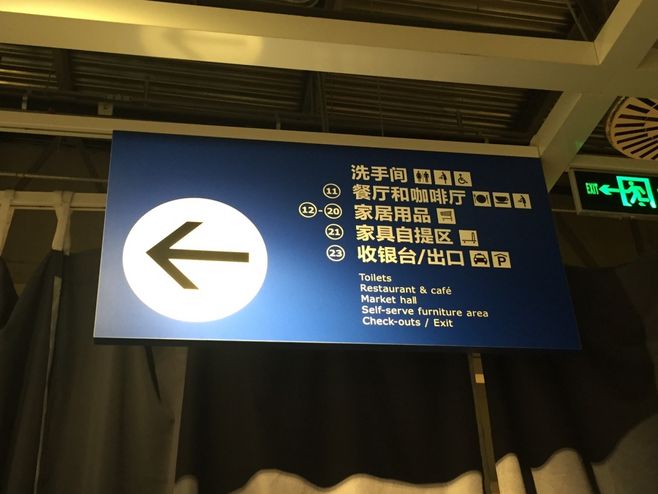 洗手间
11 餐厅和咖啡厅
12-20 家居用品
21 家具自提区
23 收银台/出口 P
Toilets
Restaurant & café
Market hall
Self-serve furniture area
Check-outs / Exit
EXIT